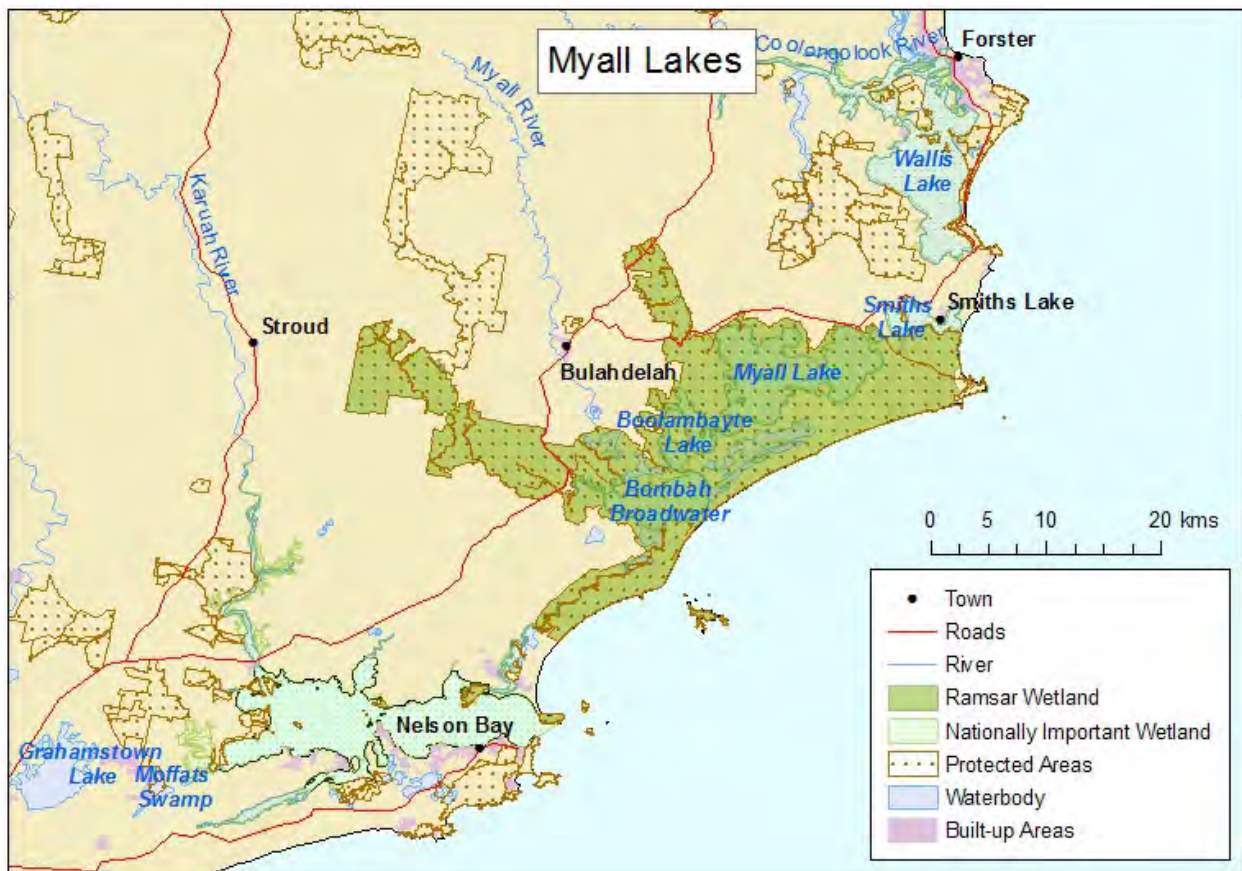 Myall Lakes
Coolongolook River
Forster
Myall River
Wallis
Lake
Karuah River
Stroud
Smiths
Lake
Smiths Lake
Bulahdelah
Myall Lake
Boolambayte
Lake
Bombah
Broadwater
0 5 10 20 kms
Town
Roads
River
Ramsar Wetland
Nationally Important Wetland
Protected Areas
Waterbody
Built-up Areas
Nelson Bay
Grahamstown
Lake
Moffats
Swamp